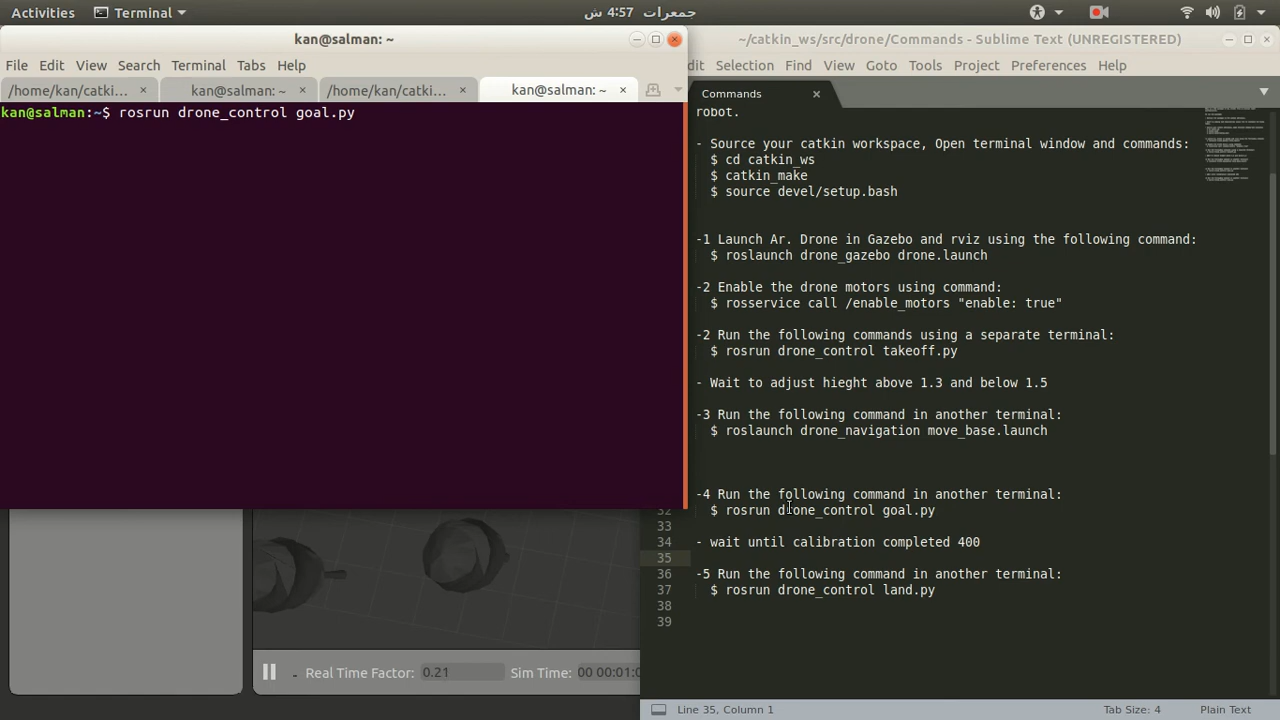 Activities Terminal جمعرات 4:57 ش
kan@salman: ~
File Edit View Search Terminal Tabs Help
/home/kan/catki... × kan@salman: ~ × /home/kan/catki... × kan@salman: ~ ×
kan@salman:~$ rosrun drone_control goal.py
~/catkin_ws/src/drone/Commands - Sublime Text (UNREGISTERED)
dit Selection Find View Goto Tools Project Preferences Help
Commands ×
robot.
- Source your catkin workspace, Open terminal window and commands:
$ cd catkin_ws
$ catkin_make
$ source devel/setup.bash
-1 Launch Ar. Drone in Gazebo and rviz using the following command:
$ roslaunch drone_gazebo drone.launch
-2 Enable the drone motors using command:
$ rosservice call /enable_motors "enable: true"
-2 Run the following commands using a separate terminal:
$ rosrun drone_control takeoff.py
- Wait to adjust hieght above 1.3 and below 1.5
-3 Run the following command in another terminal:
$ roslaunch drone_navigation move_base.launch
-4 Run the following command in another terminal:
32 $ rosrun drone_control goal.py
33
34 - wait until calibration completed 400
35
36 -5 Run the following command in another terminal:
37 $ rosrun drone_control land.py
38
39
Real Time Factor: 0.21 Sim Time: 00 00:01:0
Line 35, Column 1 Tab Size: 4 Plain Text